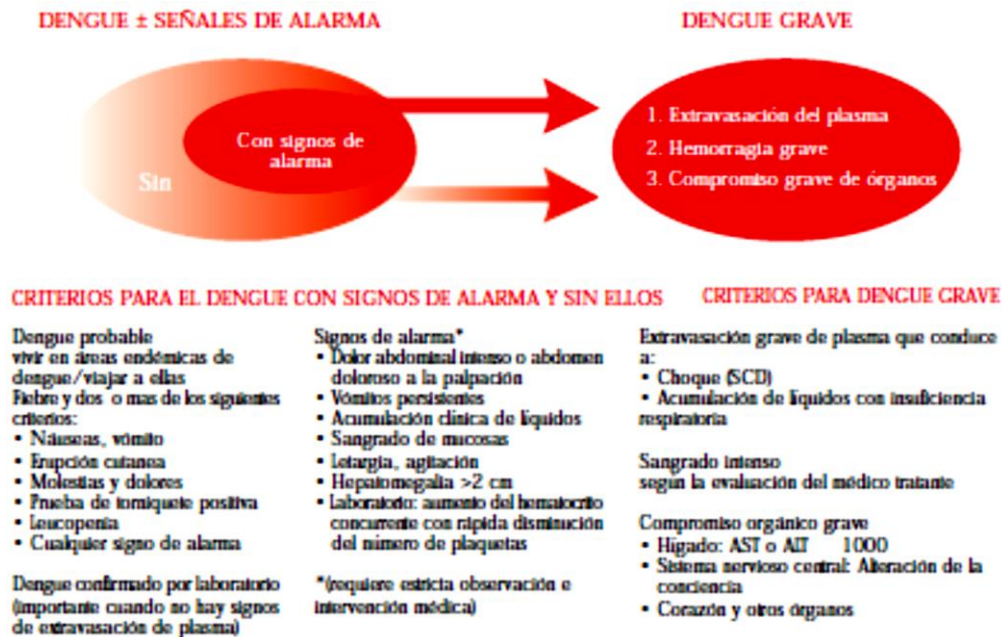 DENGUE ± SEÑALES DE ALARMA
DENGUE GRAVE
Con signos de
alarma
Sin
1. Extravasación del plasma
2. Hemorragia grave
3. Compromiso grave de órganos
CRITERIOS PARA EL DENGUE CON SIGNOS DE ALARMA Y SIN ELLOS
Dengue probable
vivir en áreas endémicas de
dengue/viajar a ellas
Fiebre y dos o mas de los siguientes
criterios:
• Náuseas, vómito
• Erupción cutanea
• Molestias y dolores
• Prueba de torniquete positiva
• Leucopenia
• Cualquier signo de alarma
Dengue confirmado por laboratorio
(importante cuando no hay signos
de extravasación de plasma)
Signos de alarma*
• Dolor abdominal intenso o abdomen
doloroso a la palpación
• Vómitos persistentes
• Acumulación clínica de líquidos
• Sangrado de mucosas
• Letargia, agitación
• Hepatomegalia >2 cm
• Laboratorio: aumento del hematocrito
concurrente con rápida disminución
del número de plaquetas
*(requiere estricta observación e
intervención médica)
CRITERIOS PARA DENGUE GRAVE
Extravasación grave de plasma que conduce
a:
• Choque (SCD)
• Acumulación de líquidos con insuficiencia
respiratoria
Sangrado intenso
según la evaluación del médico tratante
Compromiso orgánico grave
• Hígado: AST o ALT 1000
• Sistema nervioso central: Alteración de la
conciencia
• Corazón y otros órganos